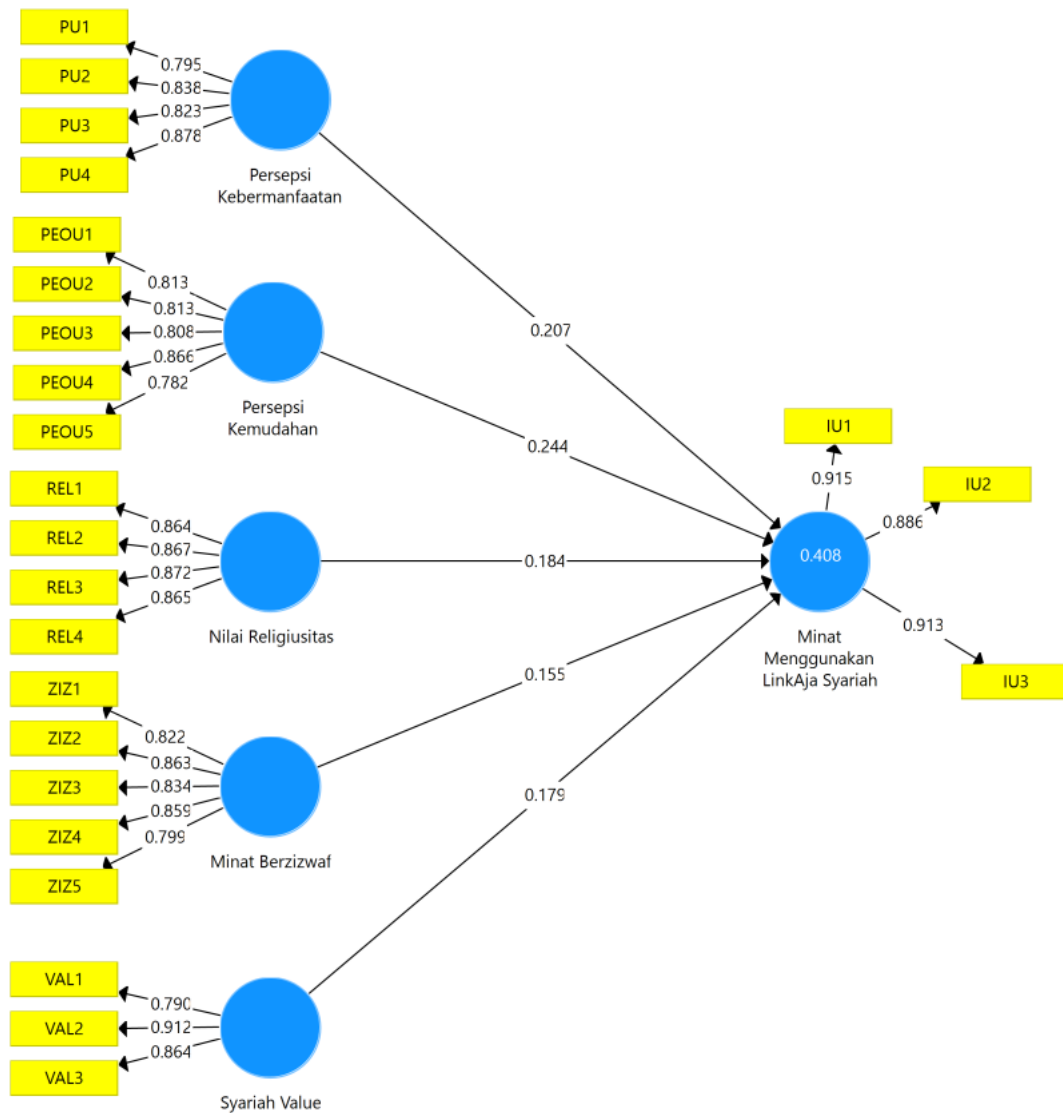 PU1
PU2
PU3
PU4
0.795
0.838
0.823
0.878
Persepsi
Kebermanfaatan
0.207
PEOU1
PEOU2
PEOU3
PEOU4
PEOU5
0.813
0.813
0.808
0.866
0.782
Persepsi
Kemudahan
0.244
REL1
REL2
REL3
REL4
0.864
0.867
0.872
0.865
Nilai Religiusitas
0.184
ZIZ1
ZIZ2
ZIZ3
ZIZ4
ZIZ5
0.822
0.863
0.834
0.859
0.799
Minat Berzizwaf
0.155
VAL1
VAL2
VAL3
0.790
0.912
0.864
Syariah Value
0.179
IU1
IU2
IU3
0.915
0.886
0.913
0.408
Minat
Menggunakan
LinkAja Syariah